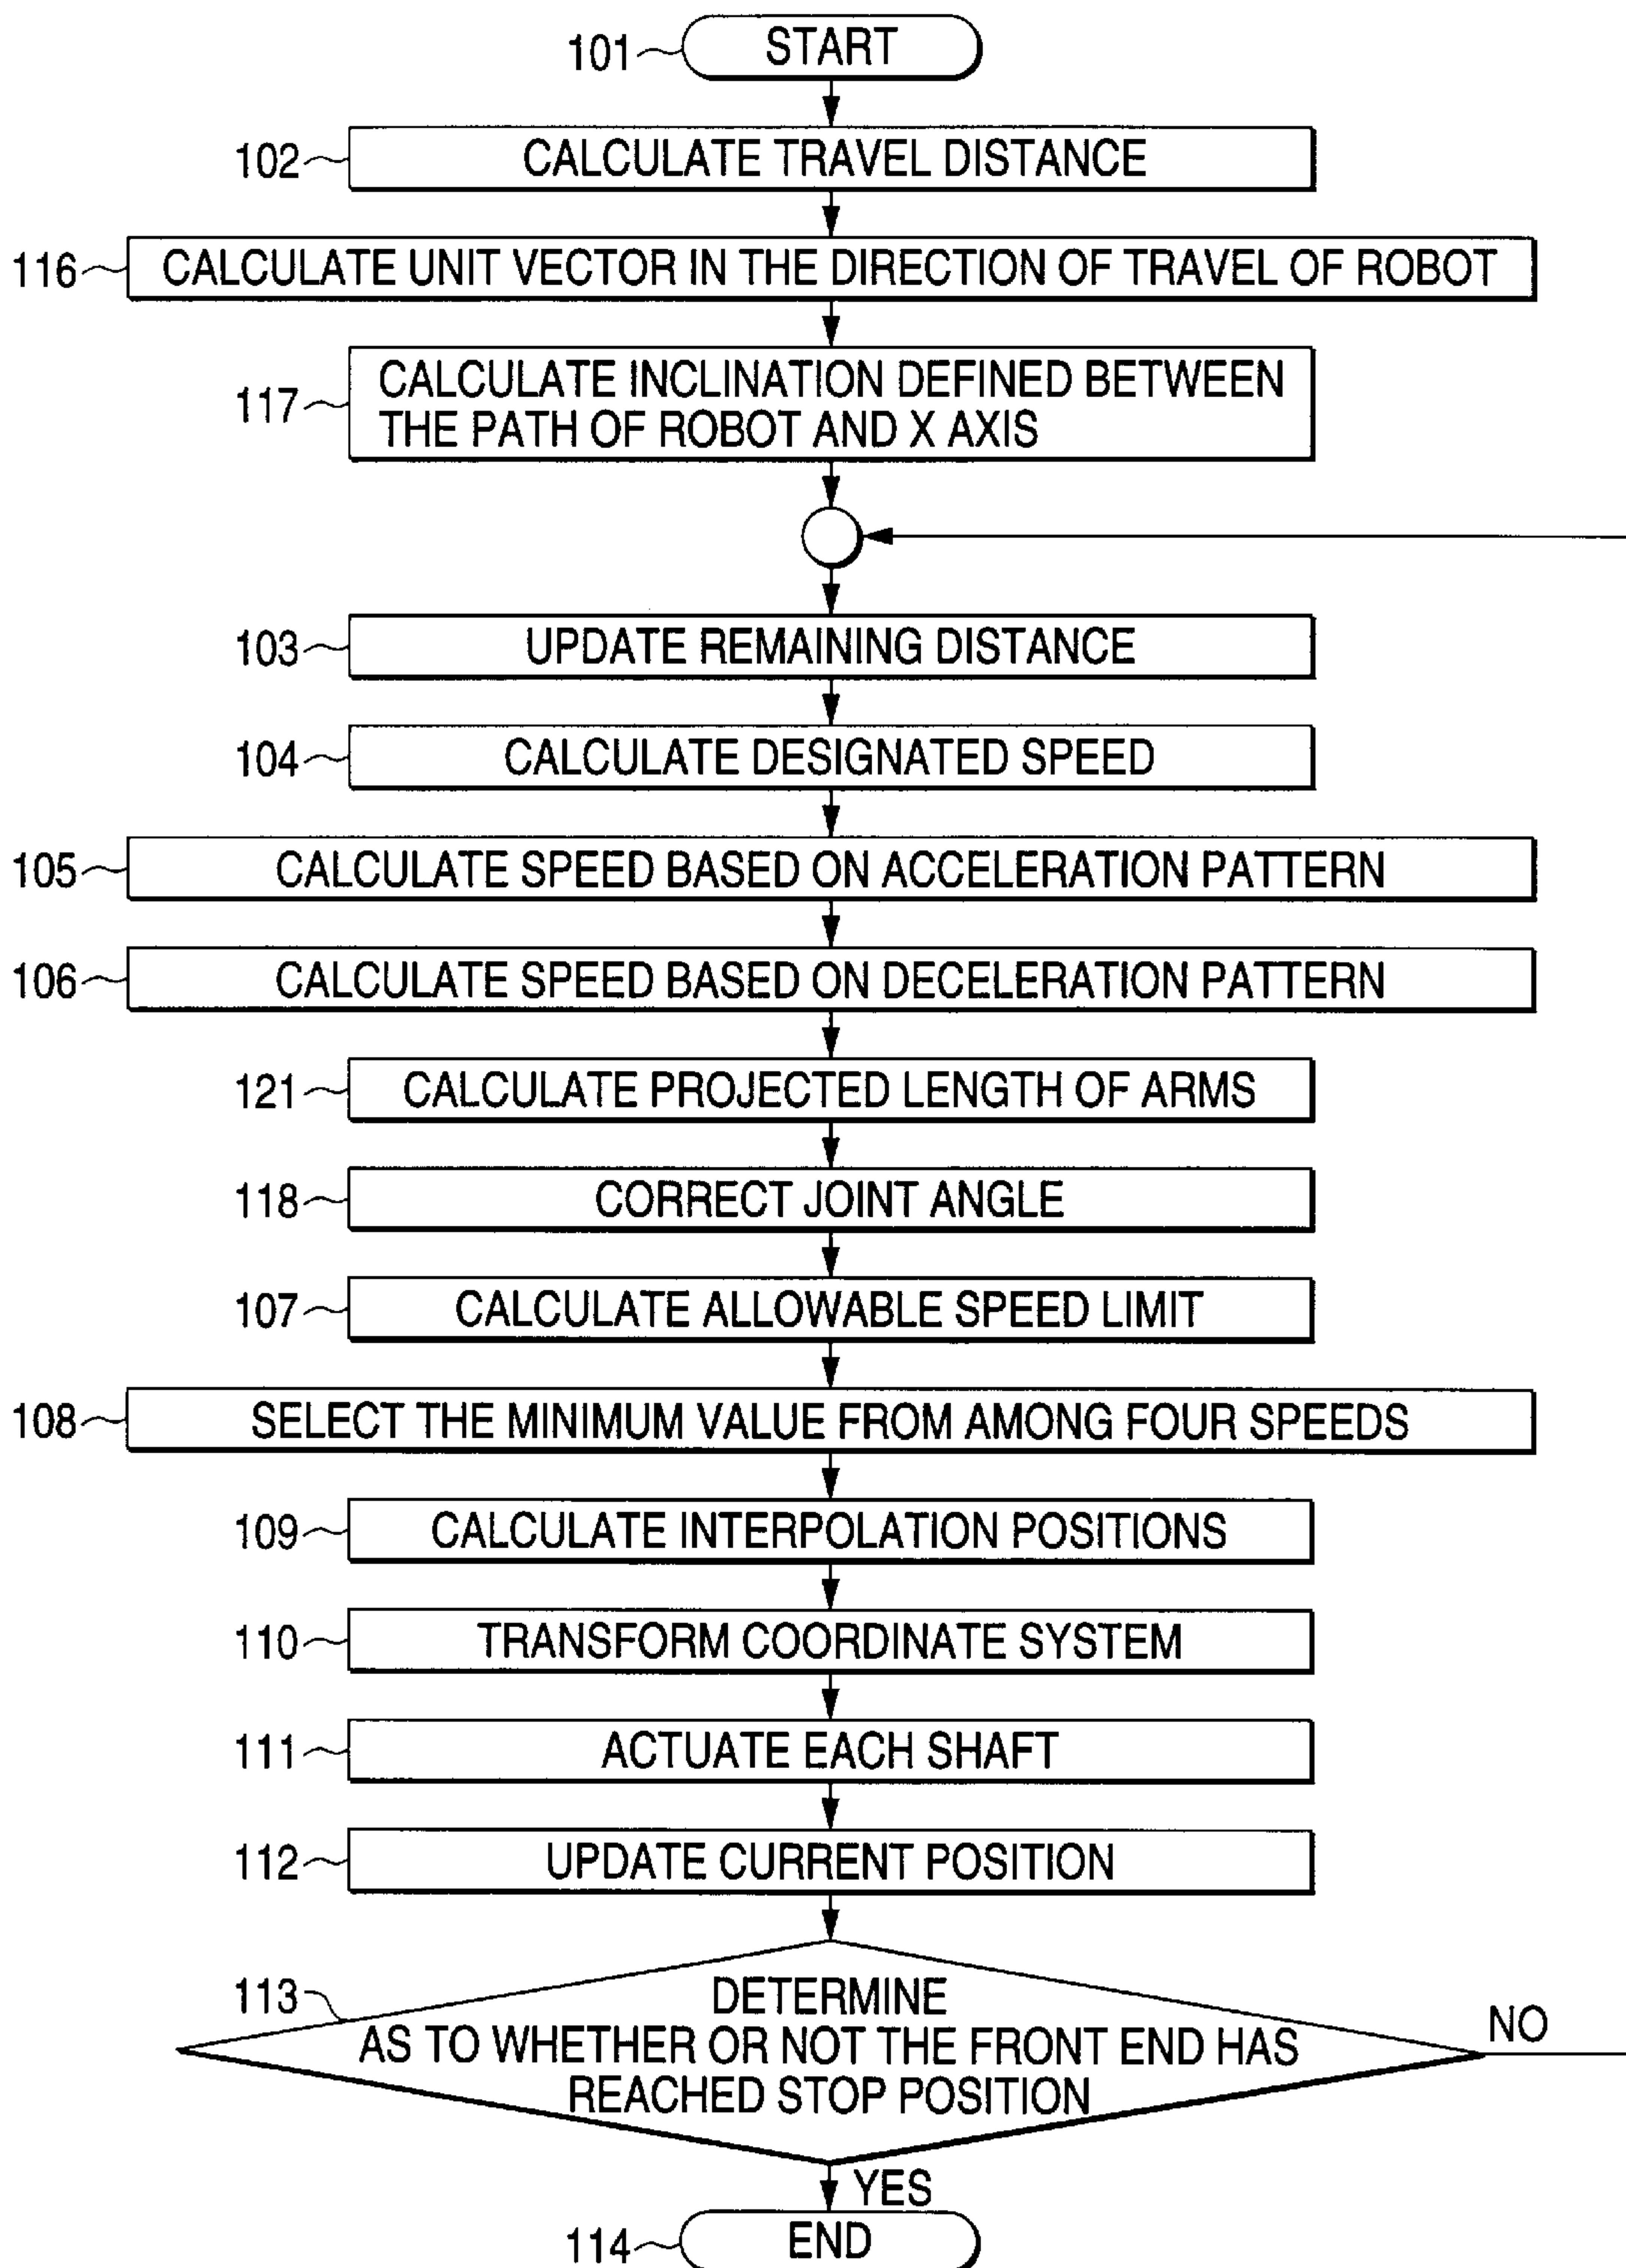 101 START
102 CALCULATE TRAVEL DISTANCE
116 CALCULATE UNIT VECTOR IN THE DIRECTION OF TRAVEL OF ROBOT
117 CALCULATE INCLINATION DEFINED BETWEEN
THE PATH OF ROBOT AND X AXIS
103 UPDATE REMAINING DISTANCE
104 CALCULATE DESIGNATED SPEED
105 CALCULATE SPEED BASED ON ACCELERATION PATTERN
106 CALCULATE SPEED BASED ON DECELERATION PATTERN
121 CALCULATE PROJECTED LENGTH OF ARMS
118 CORRECT JOINT ANGLE
107 CALCULATE ALLOWABLE SPEED LIMIT
108 SELECT THE MINIMUM VALUE FROM AMONG FOUR SPEEDS
109 CALCULATE INTERPOLATION POSITIONS
110 TRANSFORM COORDINATE SYSTEM
111 ACTUATE EACH SHAFT
112 UPDATE CURRENT POSITION
113 DETERMINE
AS TO WHETHER OR NOT THE FRONT END HAS
REACHED STOP POSITION
NO
YES
114 END